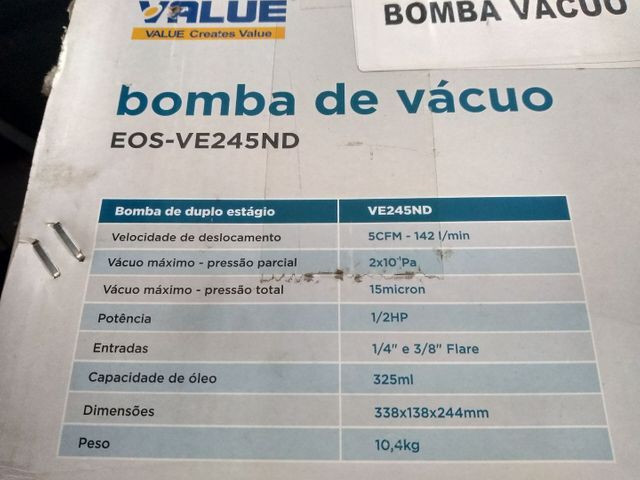 VALUE
VALUE Creates Value
BOMBA VÁCUO
bomba de vácuo
EOS-VE245ND
Bomba de duplo estágio VE245ND
Velocidade de deslocamento 5CFM - 142 l/min
Vácuo máximo - pressão parcial 2x10⁻¹Pa
Vácuo máximo - pressão total 15micron
Potência 1/2HP
Entradas 1/4" e 3/8" Flare
Capacidade de óleo 325ml
Dimensões 338x138x244mm
Peso 10,4kg